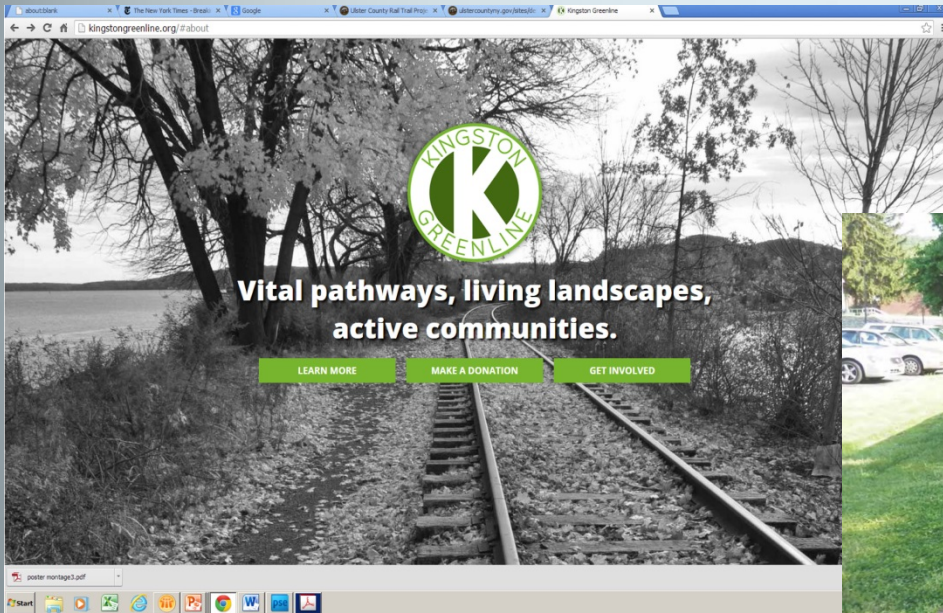 about:blank
The New York Times - Breaki
Google
Ulster County Rail Trail Proje
ulstercountyny.gov/sites/de
Kingston Greenline
kingstongreenline.org/#about
KINGSTON
K
GREENLINE
Vital pathways, living landscapes,
active communities.
LEARN MORE
MAKE A DONATION
GET INVOLVED
poster montage3.pdf
Start